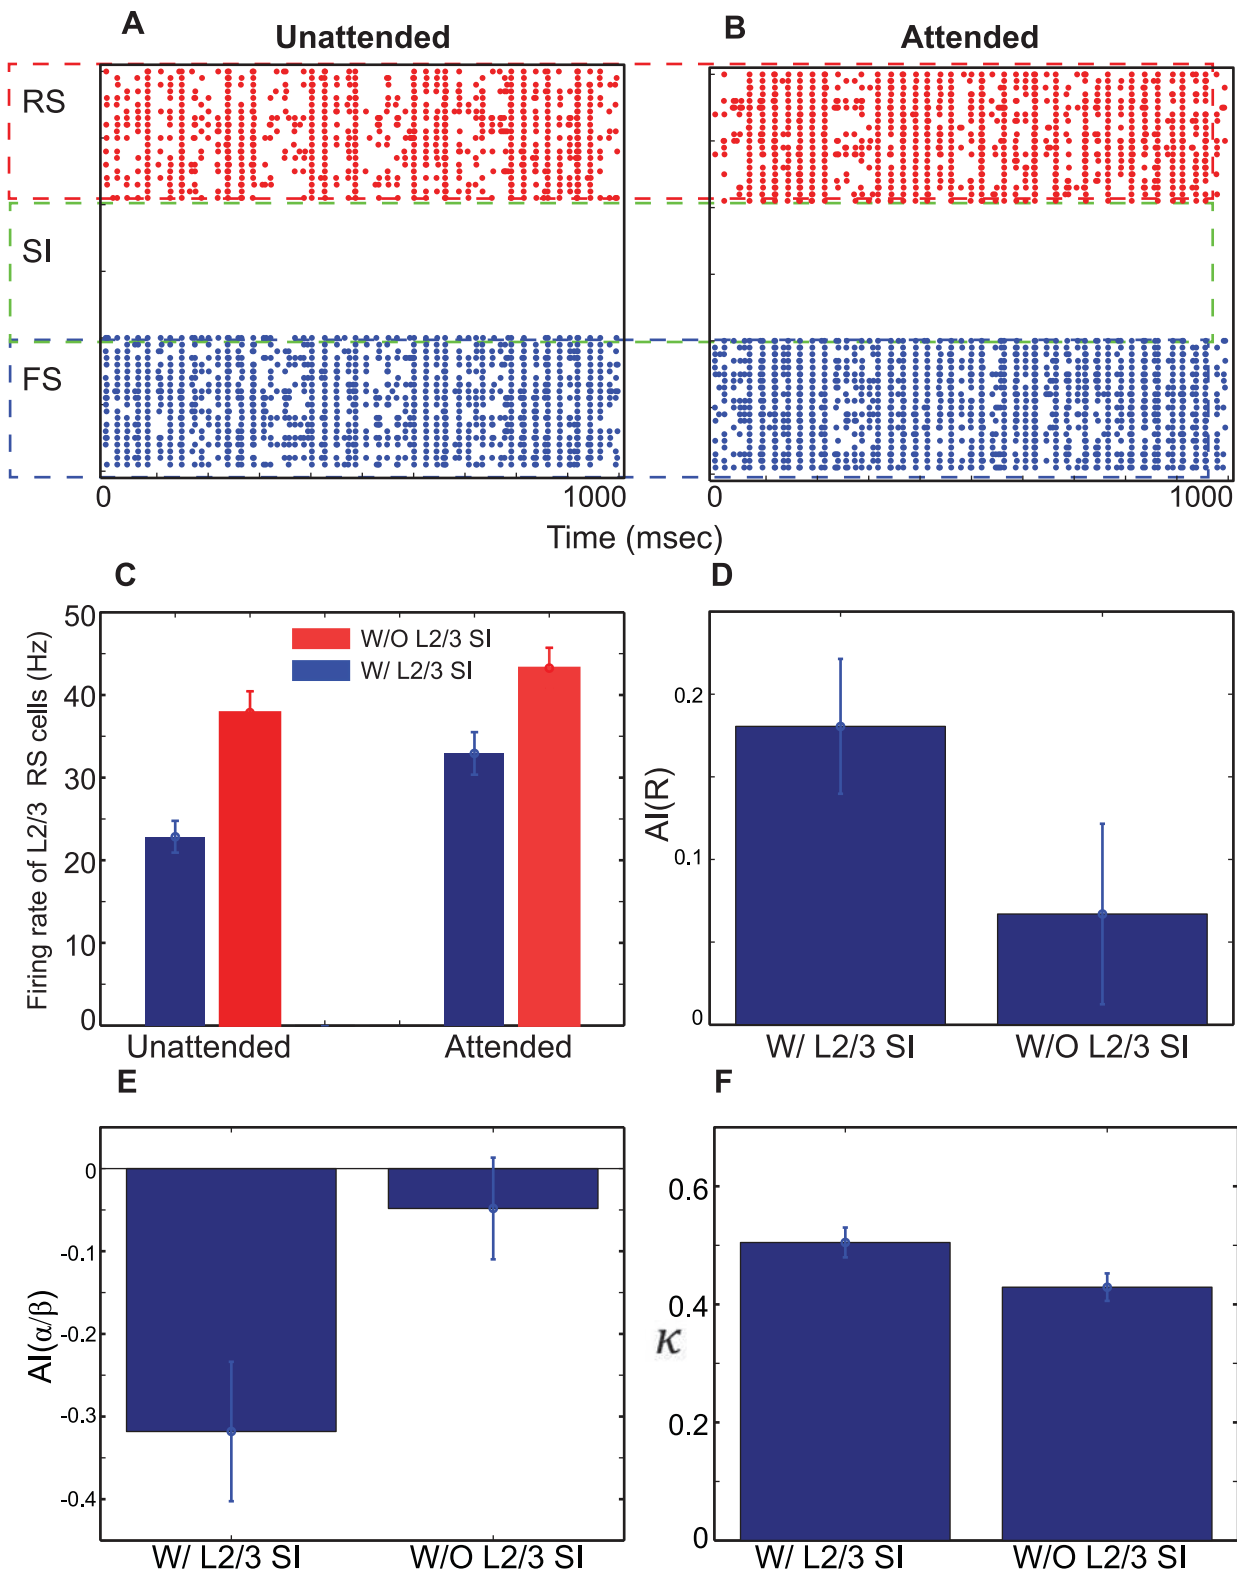 A
Unattended
B
Attended
RS
SI
FS
0
1000
0
1000
Time (msec)
C
Firing rate of L2/3 RS cells (Hz)
50
40
30
20
10
0
W/O L2/3 SI
W/ L2/3 SI
Unattended
Attended
D
AI(R)
0.2
0.1
0
W/ L2/3 SI
W/O L2/3 SI
E
AI(α/β)
0
-0.1
-0.2
-0.3
-0.4
W/ L2/3 SI
W/O L2/3 SI
F
κ
0.6
0.4
0.2
0
W/ L2/3 SI
W/O L2/3 SI